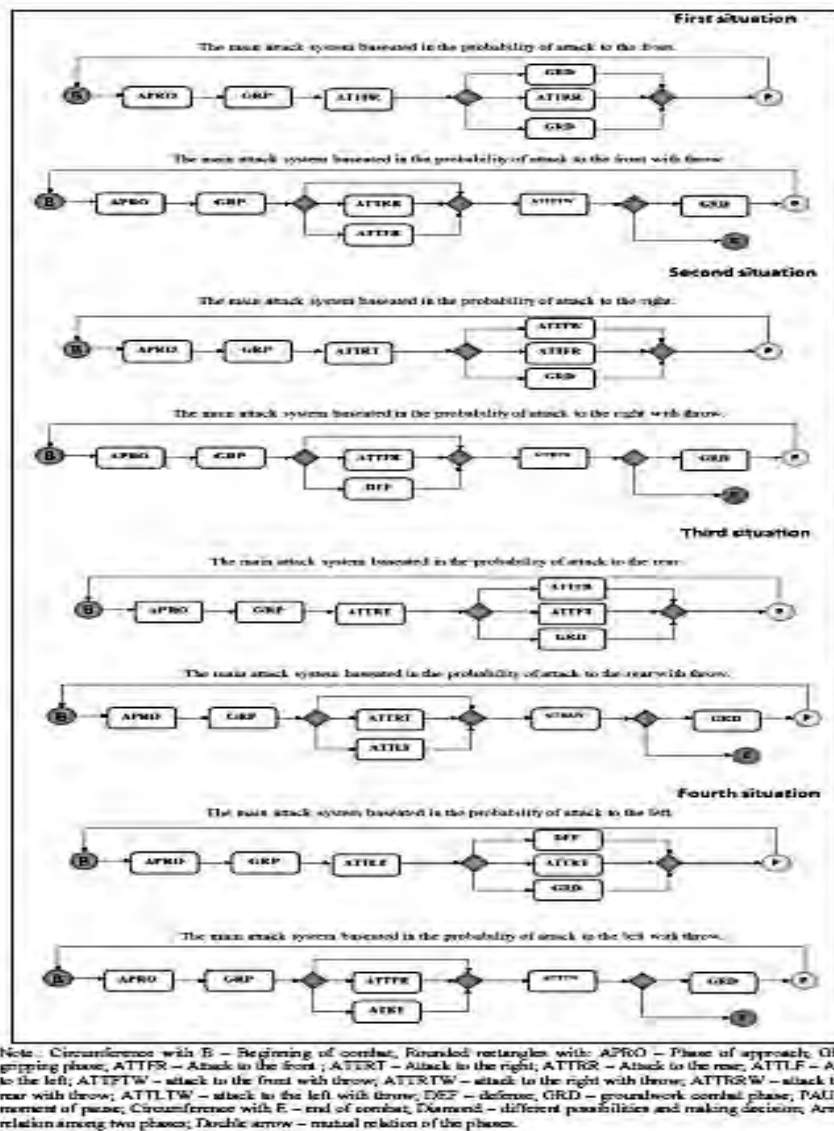 First situation
The main attack system baseated in the probability of attack to the front.
B APRO GRP ATTFR GRD P
ATTRR
GRD
The main attack system baseated in the probability of attack to the front with throw
B APRO GRP ATTRR GRD P
E
Second situation
The main attack system baseated in the probability of attack to the right.
B APRO GRP ATTRT P
ATTFR
GRD
The main attack system baseated in the probability of attack to the right with throw.
B APRO GRP ATTFR GRD P
DEF E
Third situation
The main attack system baseated in the probability of attack to the rear.
B APRO GRP P
GRD
The main attack system baseated in the probability of attack to the rear with throw.
B APRO GRP ATTRT GRD P
ATTLF E
Fourth situation
The main attack system baseated in the probability of attack to the left
B APRO GRP ATTLF DEF P
ATTRT
GRD
The main attack system baseated in the probability of attack to the left with throw.
B APRO GRP ATTFR GRD P
E
Note.: Circumference with B – Beginning of combat; Rounded rectangles with: APRO – Phase of approach;
gripping phase; ATTFR – Attack to the front ; ATTRT – Attack to the right; ATTRR – Attack to the rear; ATTLF –
to the left; ATTFTW – attack to the front with throw; ATTRTW – attack to the right with throw; ATTRRW – attack
rear with throw; ATTLTW – attack to the left with throw; DEF – defense; GRD – groundwork combat phase;
moment of pause; Circumference with E – end of combat; Diamond – different possibilities and making decision;
relation among two phases; Double arrow – mutual relation of the phases.